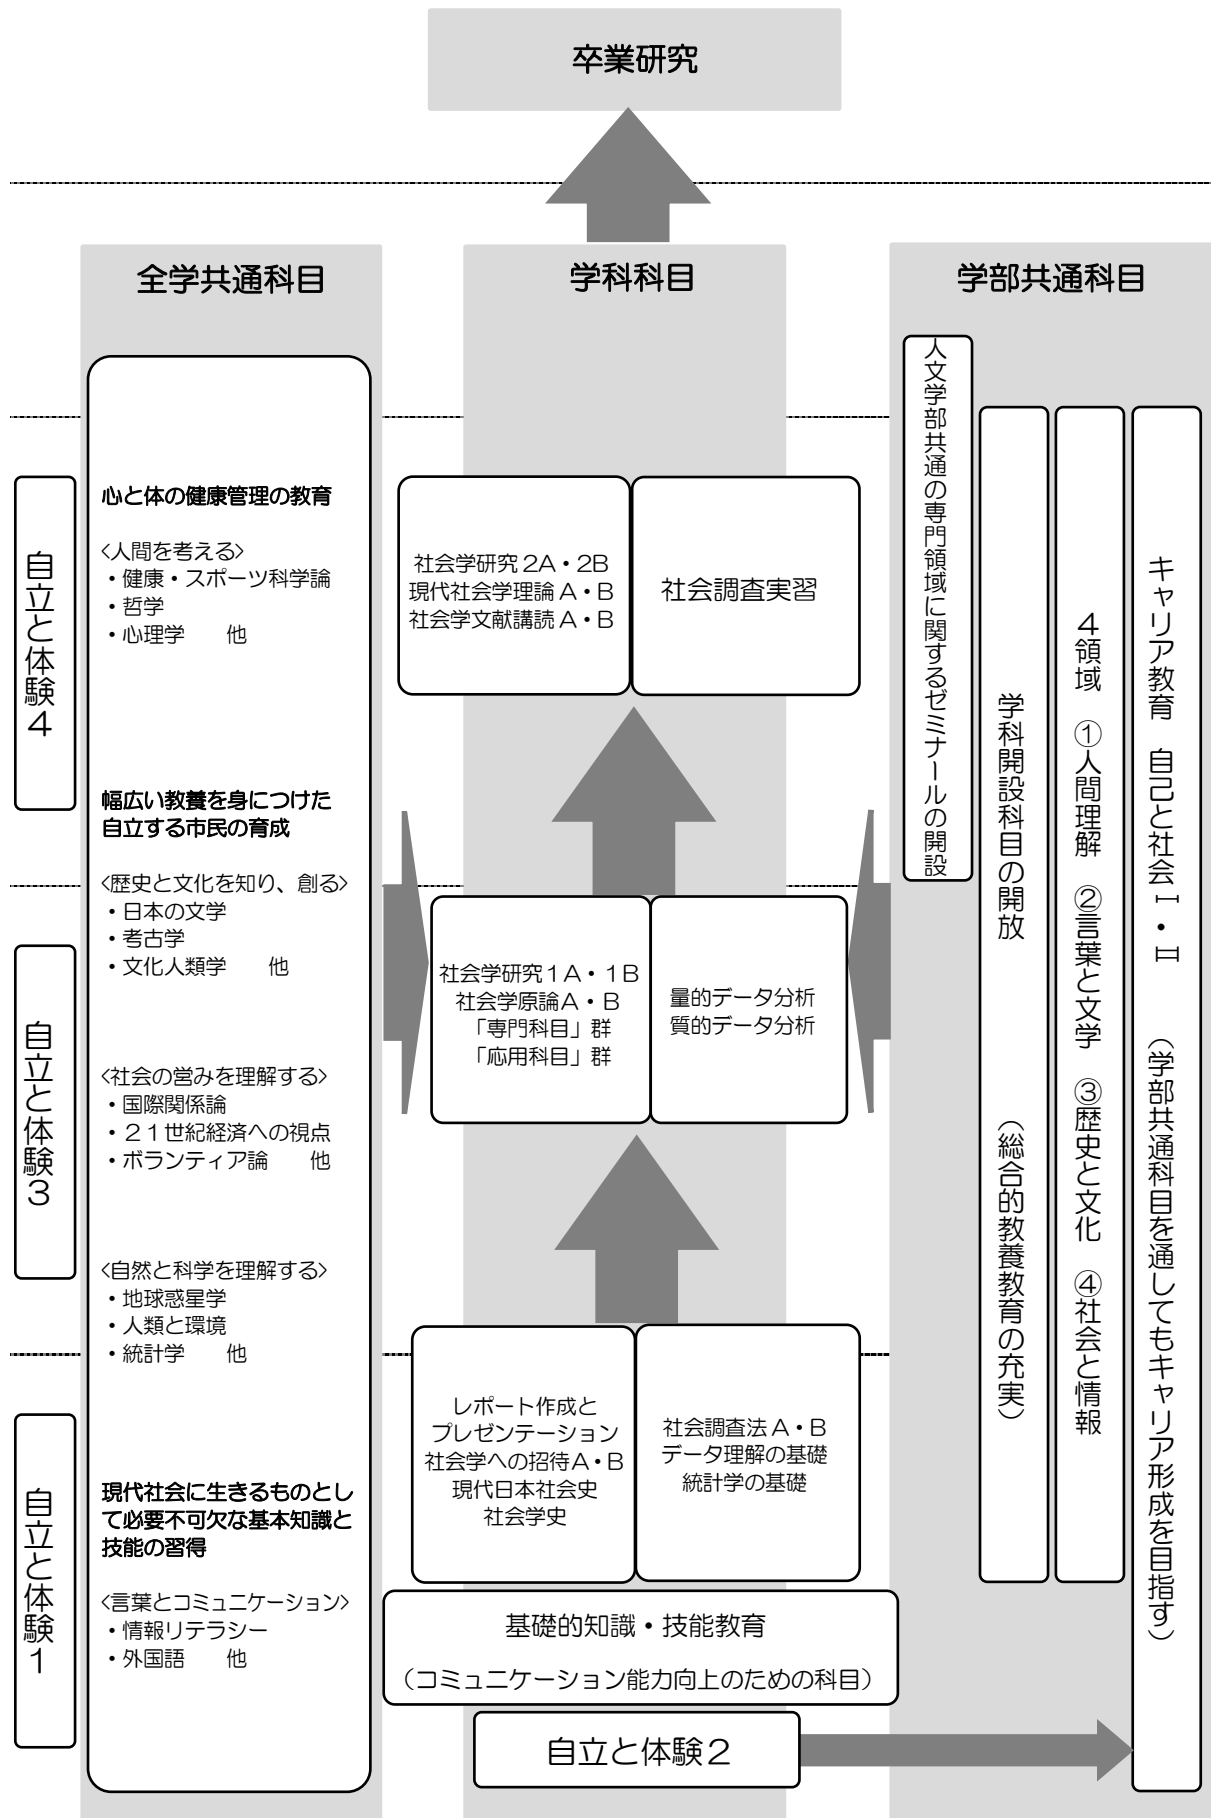 卒業研究
全学共通科目
学科科目
学部共通科目
自立と体験4
自立と体験3
自立と体験1
心と体の健康管理の教育
〈人間を考える〉
・健康・スポーツ科学論
・哲学
・心理学　他
幅広い教養を身につけた
自立する市民の育成
〈歴史と文化を知り、創る〉
・日本の文学
・考古学
・文化人類学　他
〈社会の営みを理解する〉
・国際関係論
・２１世紀経済への視点
・ボランティア論　他
〈自然と科学を理解する〉
・地球惑星学
・人類と環境
・統計学　他
現代社会に生きるものとし
て必要不可欠な基本知識と
技能の習得
〈言葉とコミュニケーション〉
・情報リテラシー
・外国語　他
社会学研究２A・２B
現代社会学理論A・B
社会学文献講読A・B
社会調査実習
社会学研究１A・１B
社会学原論A・B
「専門科目」群
「応用科目」群
量的データ分析
質的データ分析
レポート作成と
プレゼンテーション
社会学への招待A・B
現代日本社会史
社会学史
社会調査法A・B
データ理解の基礎
統計学の基礎
基礎的知識・技能教育
（コミュニケーション能力向上のための科目）
自立と体験２
人文学部共通の専門領域に関するゼミナールの開設
学科開設科目の開放　（総合的教養教育の充実）
４領域　①人間理解　②言葉と文学　③歴史と文化　④社会と情報
キャリア教育　自己と社会Ⅰ・Ⅱ　（学部共通科目を通してもキャリア形成を目指す）